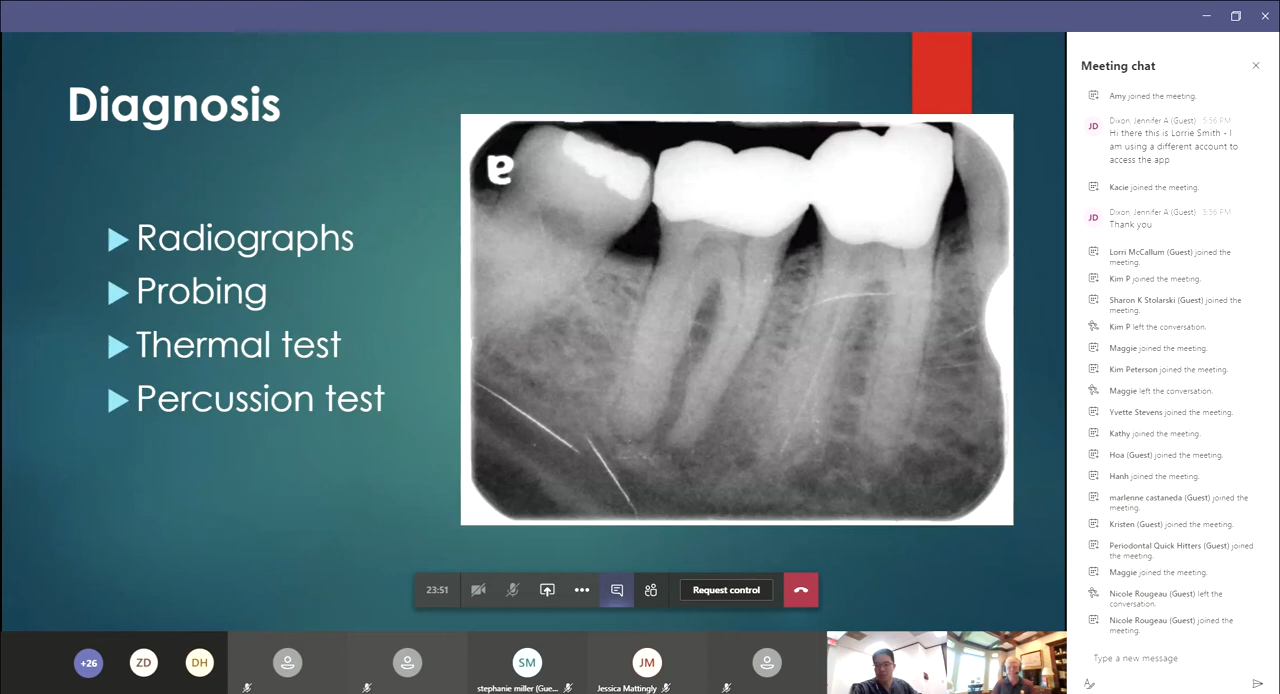 Diagnosis
Radiographs
Probing
Thermal test
Percussion test
a
23:51
Request control
+26
ZD
DH
SM
stephanie miller (Gue...
JM
Jessica Mattingly
Meeting chat
Amy joined the meeting.
JD
Dixon, Jennifer A (Guest) 5:56 PM
Hi there this is Lorrie Smith - I
am using a different account to
access the app
Kacie joined the meeting.
JD
Dixon, Jennifer A (Guest) 5:56 PM
Thank you
Lorri McCallum (Guest) joined the
meeting.
Kim P joined the meeting.
Sharon K Stolarski (Guest) joined the
meeting.
Kim P left the conversation.
Maggie joined the meeting.
Kim Peterson joined the meeting.
Maggie left the conversation.
Yvette Stevens joined the meeting.
Kathy joined the meeting.
Hoa (Guest) joined the meeting.
Hanh joined the meeting.
marlenne castaneda (Guest) joined the
meeting.
Kristen (Guest) joined the meeting.
Periodontal Quick Hitters (Guest) joined
the meeting.
Maggie joined the meeting.
Nicole Rougeau (Guest) left the
conversation.
Nicole Rougeau (Guest) joined the
meeting.
Type a new message